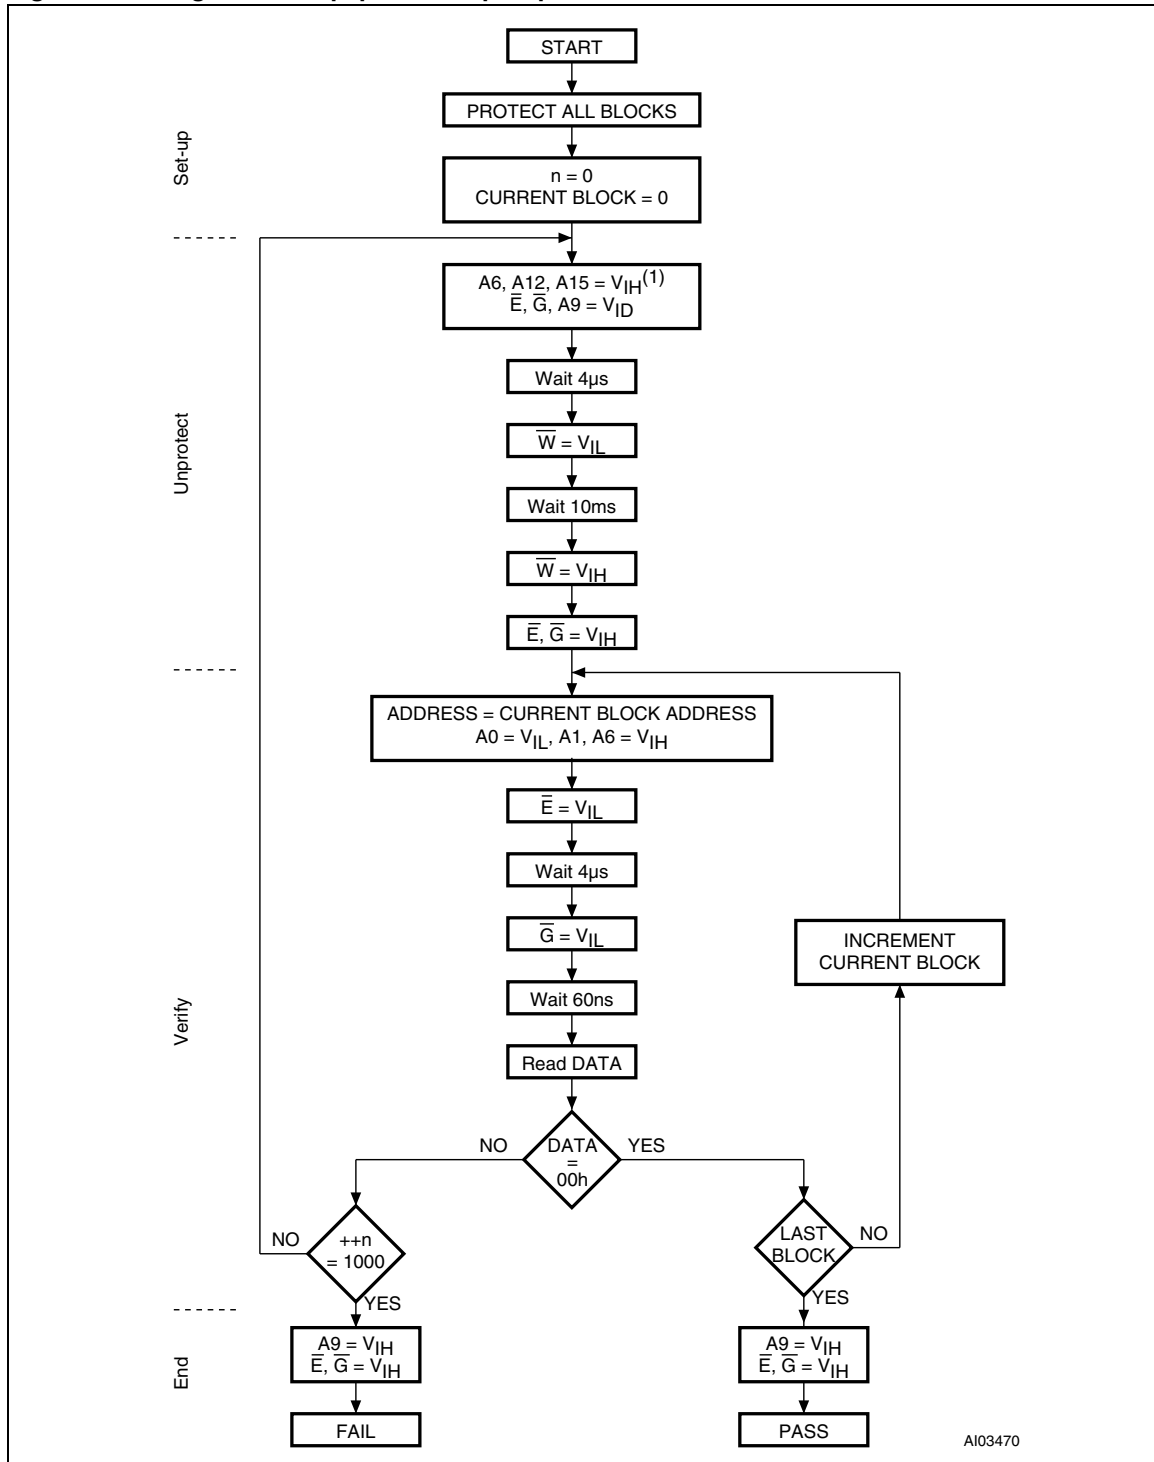 START
PROTECT ALL BLOCKS
Set-up
n = 0
CURRENT BLOCK = 0
A6, A12, A15 = VIH(1)
E̅, G̅, A9 = VID
Wait 4µs
W̅ = VIL
Unprotect
Wait 10ms
W̅ = VIH
E̅, G̅ = VIH
ADDRESS = CURRENT BLOCK ADDRESS
A0 = VIL, A1, A6 = VIH
E̅ = VIL
Wait 4µs
G̅ = VIL
INCREMENT
CURRENT BLOCK
Wait 60ns
Verify
Read DATA
NO
DATA
=
00h
YES
NO
++n
= 1000
YES
LAST
BLOCK
NO
YES
End
A9 = VIH
E̅, G̅ = VIH
A9 = VIH
E̅, G̅ = VIH
FAIL
PASS
AI03470